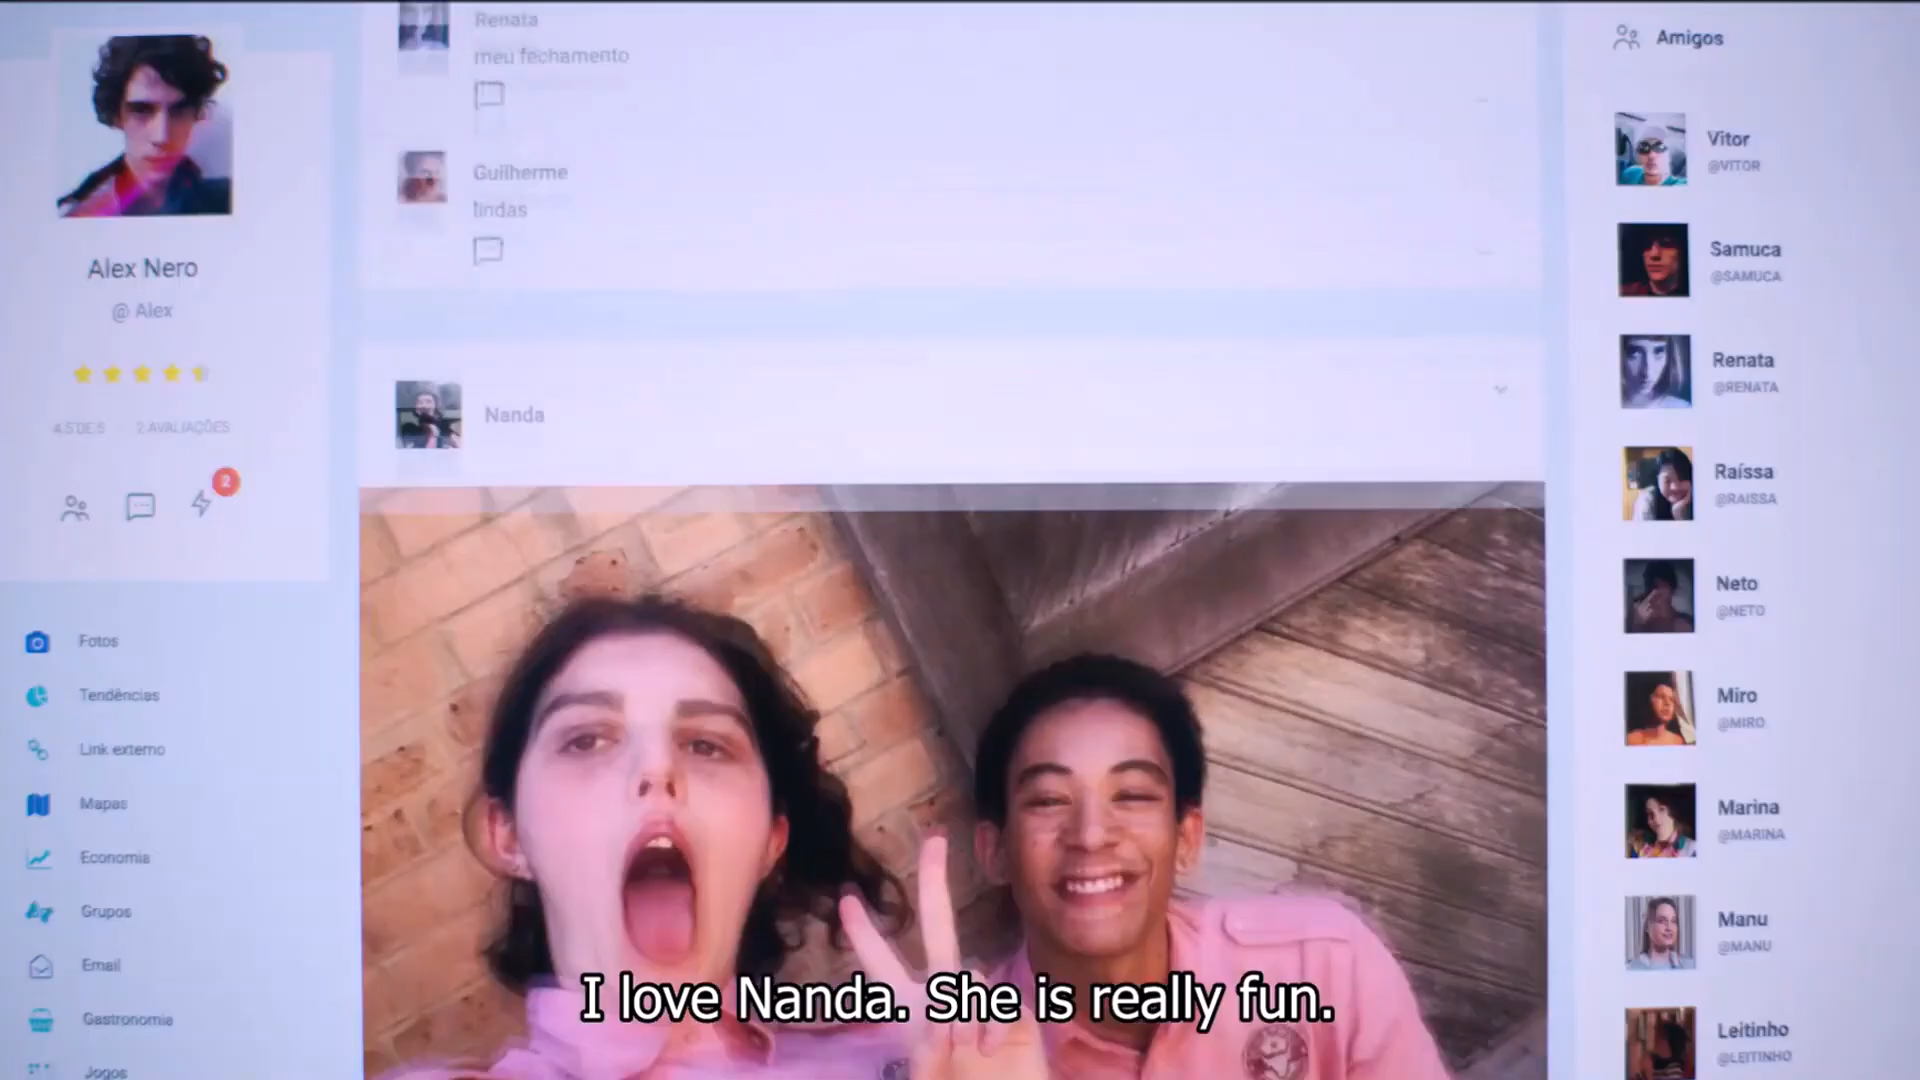 Alex Nero
@ Alex
4.5 DE 5
2 AVALIAÇÕES
2
Fotos
Tendências
Link externo
Mapas
Economia
Grupos
Email
Gastronomia
Jogos
Renata
meu fechamento
Guilherme
lindas
Nanda
Amigos
Vitor
@VITOR
Samuca
@SAMUCA
Renata
@RENATA
Raíssa
@RAISSA
Neto
@NETO
Miro
@MIRO
Marina
@MARINA
Manu
@MANU
Leitinho
@LEITINHO
I love Nanda. She is really fun.